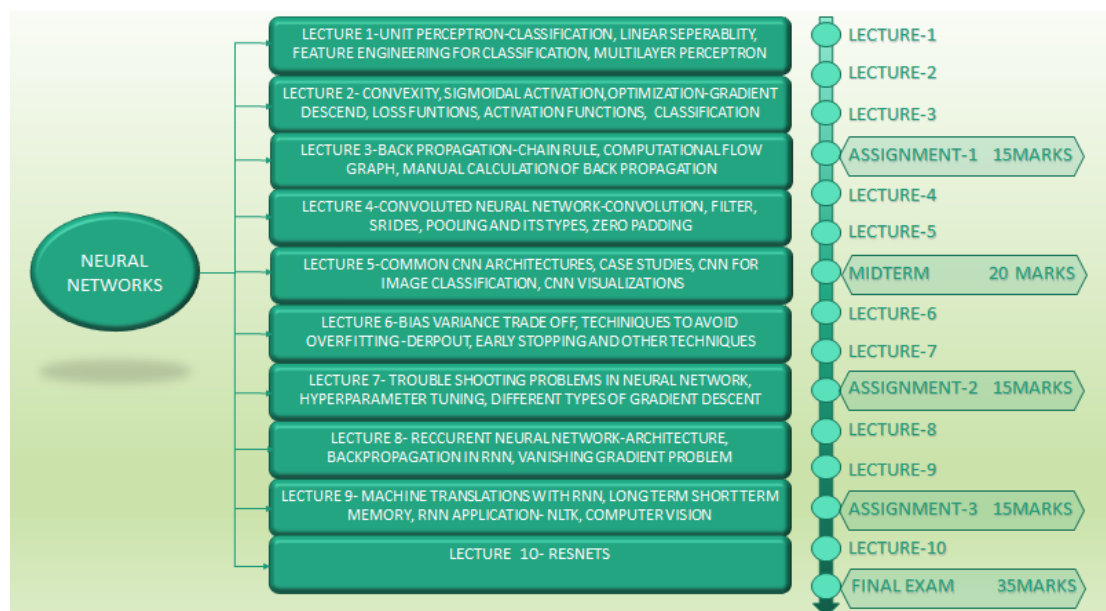 NEURAL
NETWORKS
LECTURE 1-UNIT PERCEPTRON-CLASSIFICATION, LINEAR SEPERABLITY,
FEATURE ENGINEERING FOR CLASSIFICATION, MULTILAYER PERCEPTRON
LECTURE 2- CONVEXITY, SIGMOIDAL ACTIVATION,OPTIMIZATION-GRADIENT
DESCEND, LOSS FUNTIONS, ACTIVATION FUNCTIONS, CLASSIFICATION
LECTURE 3-BACK PROPAGATION-CHAIN RULE, COMPUTATIONAL FLOW
GRAPH, MANUAL CALCULATION OF BACK PROPAGATION
LECTURE 4-CONVOLUTED NEURAL NETWORK-CONVOLUTION, FILTER,
SRIDES, POOLING AND ITS TYPES, ZERO PADDING
LECTURE 5-COMMON CNN ARCHITECTURES, CASE STUDIES, CNN FOR
IMAGE CLASSIFICATION, CNN VISUALIZATIONS
LECTURE 6-BIAS VARIANCE TRADE OFF, TECHINIQUES TO AVOID
OVERFITTING-DERPOUT, EARLY STOPPING AND OTHER TECHNIQUES
LECTURE 7- TROUBLE SHOOTING PROBLEMS IN NEURAL NETWORK,
HYPERPARAMETER TUNING, DIFFERENT TYPES OF GRADIENT DESCENT
LECTURE 8- RECCURENT NEURAL NETWORK-ARCHITECTURE,
BACKPROPAGATION IN RNN, VANISHING GRADIENT PROBLEM
LECTURE 9- MACHINE TRANSLATIONS WITH RNN, LONG TERM SHORT TERM
MEMORY, RNN APPLICATION- NLTK, COMPUTER VISION
LECTURE 10- RESNETS
LECTURE-1
LECTURE-2
LECTURE-3
ASSIGNMENT-1 15MARKS
LECTURE-4
LECTURE-5
MIDTERM 20 MARKS
LECTURE-6
LECTURE-7
ASSIGNMENT-2 15MARKS
LECTURE-8
LECTURE-9
ASSIGNMENT-3 15MARKS
LECTURE-10
FINAL EXAM 35MARKS